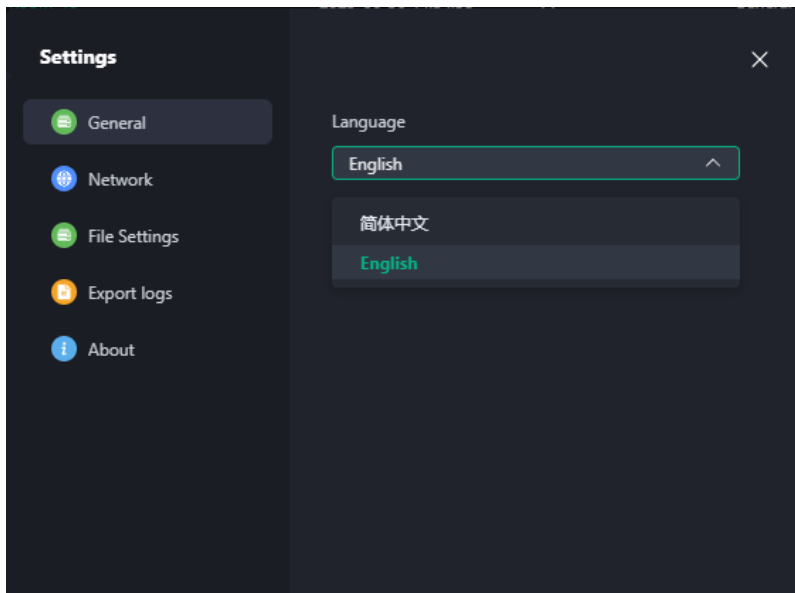 Settings
General
Network
File Settings
Export logs
About
Language
English
简体中文
English